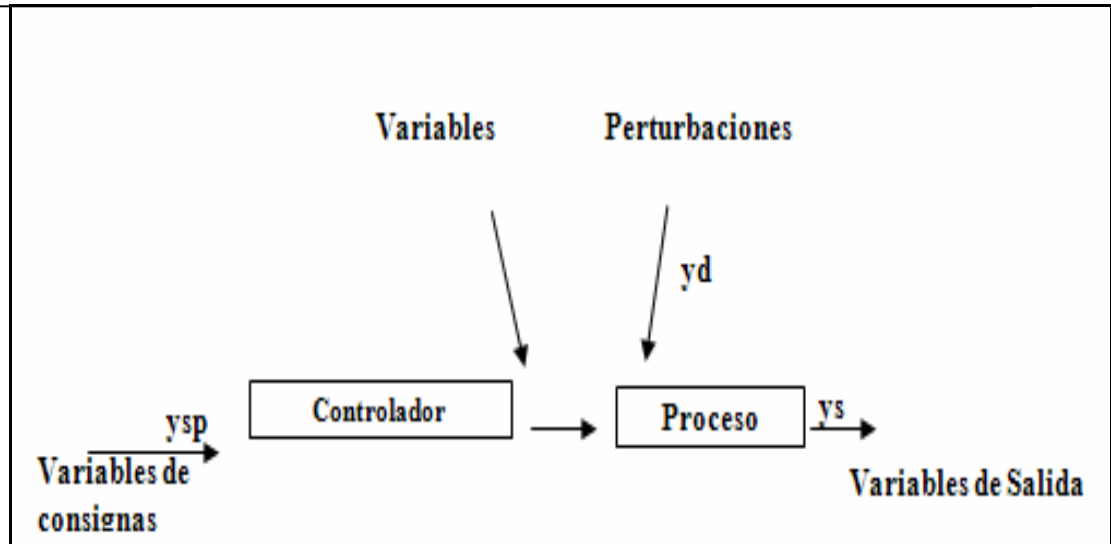 Variables Perturbaciones
yd
Controlador
Proceso
ysp
ys
Variables de
consignas
Variables de Salida